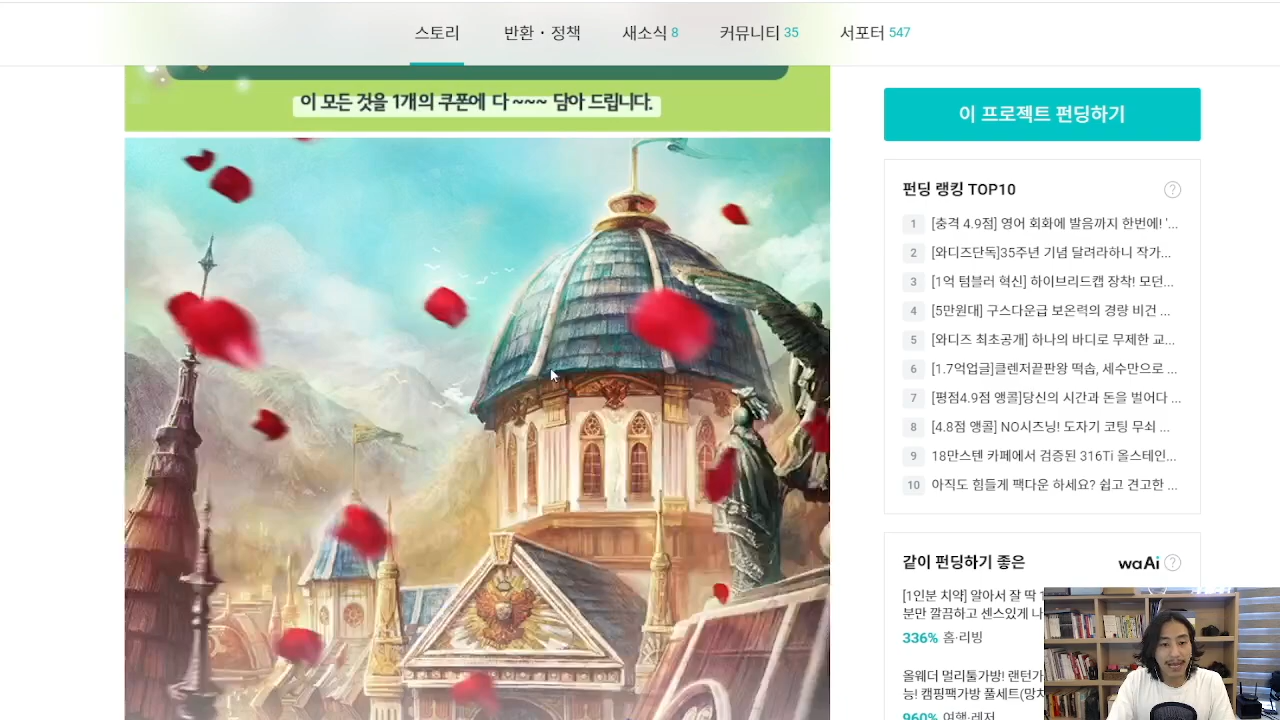 스토리
반환 · 정책
새소식 8
커뮤니티 35
서포터 547
이 모든 것을 1개의 쿠폰에 다 ~~~ 담아 드립니다.
이 프로젝트 펀딩하기
펀딩 랭킹 TOP10
1 [충격 4.9점] 영어 회화에 발음까지 한번에! '...
2 [와디즈단독]35주년 기념 달려라하니 작가...
3 [1억 텀블러 혁신] 하이브리드캡 장착! 모던...
4 [5만원대] 구스다운급 보온력의 경량 비건 ...
5 [와디즈 최초공개] 하나의 바디로 무제한 교...
6 [1.7억업글]클렌저끝판왕 떡솝, 세수만으로 ...
7 [평점4.9점 앵콜]당신의 시간과 돈을 벌어다 ...
8 [4.8점 앵콜] NO시즈닝! 도자기 코팅 무쇠 ...
9 18만스텐 카페에서 검증된 316Ti 올스테인...
10 아직도 힘들게 팩다운 하세요? 쉽고 견고한 ...
같이 펀딩하기 좋은
waAi
[1인분 치약] 알아서 잘 딱
분만 깔끔하고 센스있게 나
336% 홈·리빙
올웨더 멀티툴가방! 랜턴가
능! 캠핑팩가방 풀세트(망치
960% 여행·레저